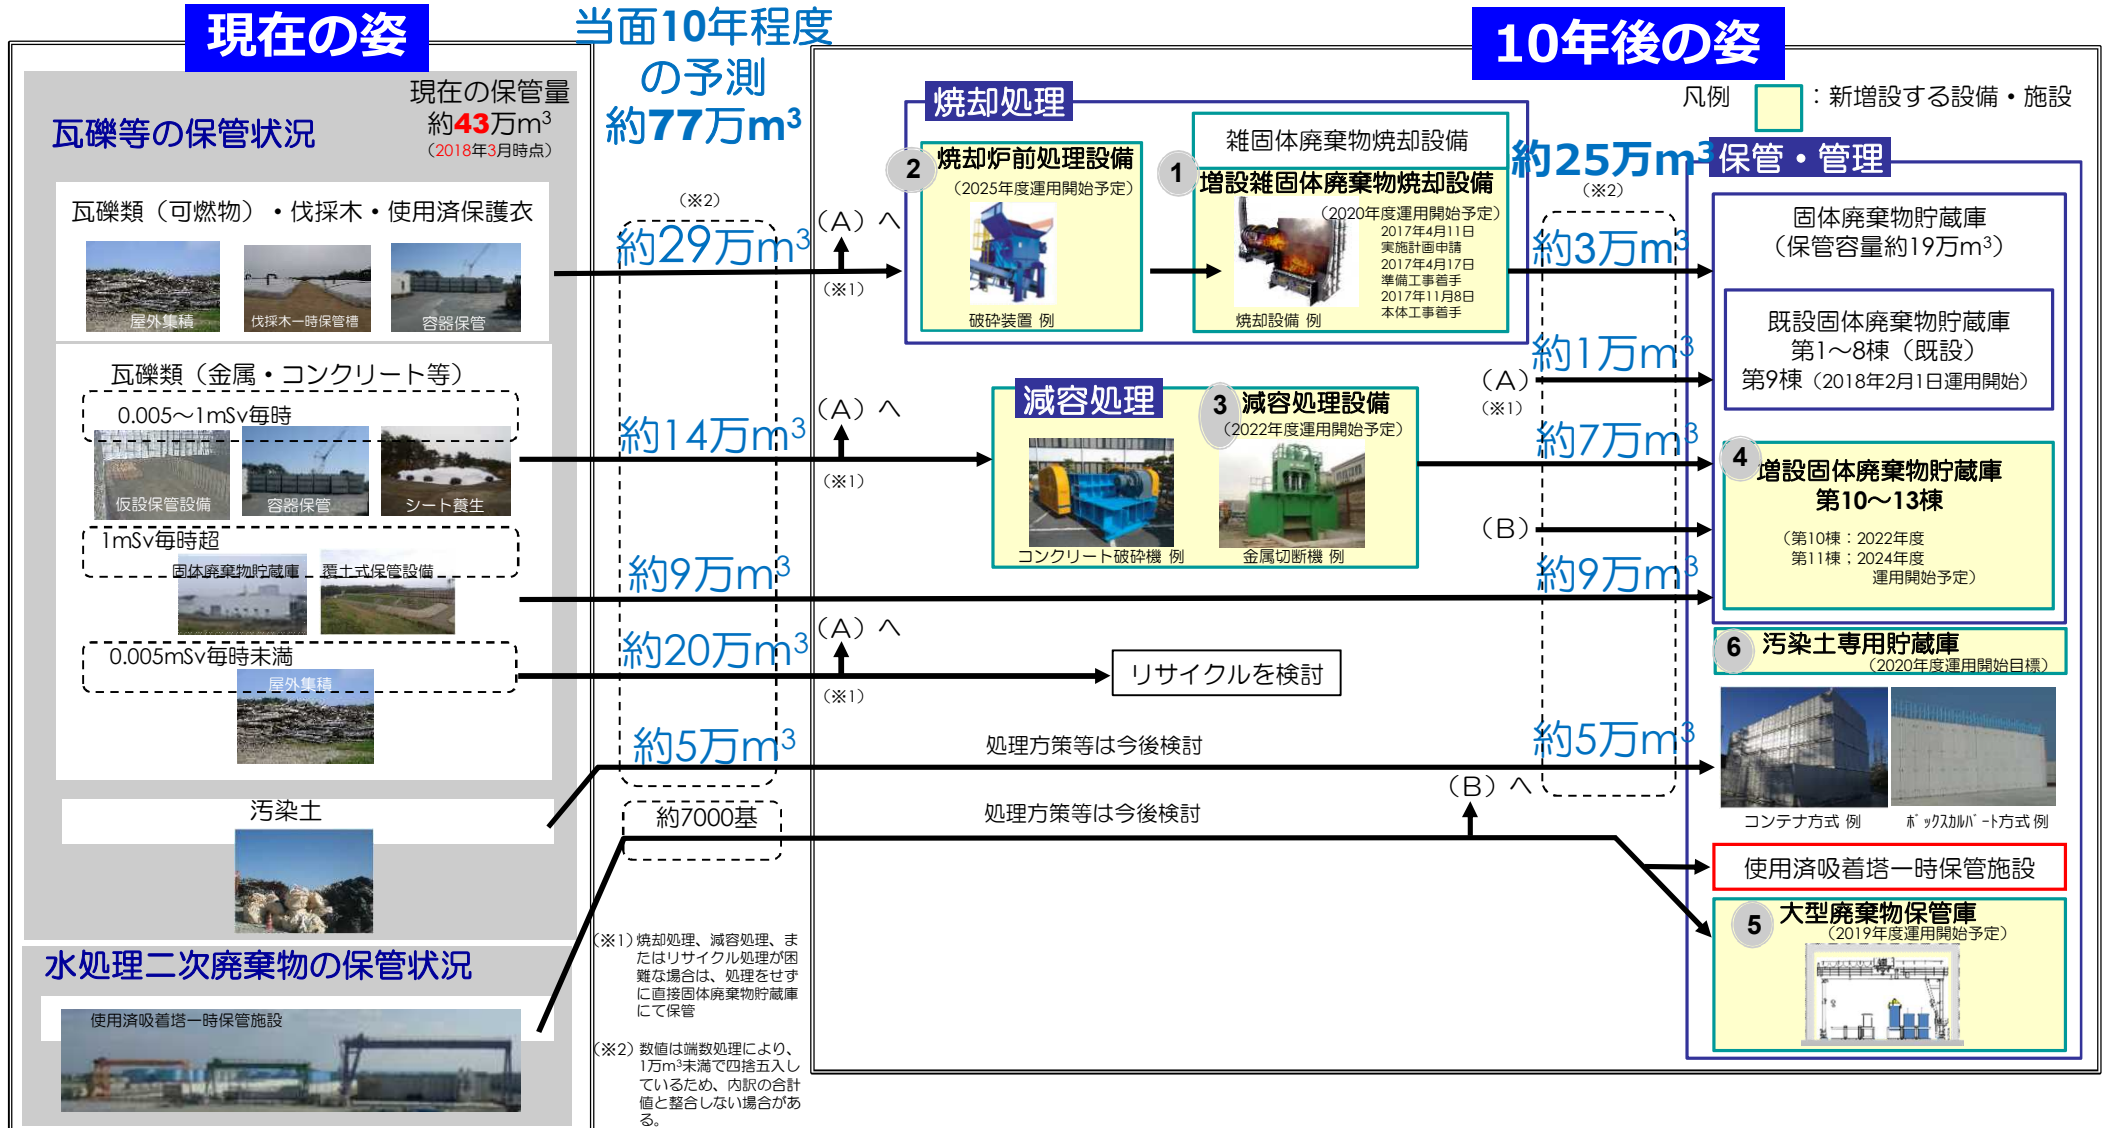 現在の姿
当面10年程度
の予測
約77万m³
10年後の姿
瓦礫等の保管状況
現在の保管量
約43万m³
（2018年3月時点）
瓦礫類（可燃物）・伐採木・使用済保護衣
屋外集積
伐採木一時保管槽
容器保管
瓦礫類（金属・コンクリート等）
0.005～1mSv毎時
仮設保管設備
容器保管
シート養生
1mSv毎時超
固体廃棄物貯蔵庫
覆土式保管設備
0.005mSv毎時未満
屋外集積
汚染土
水処理二次廃棄物の保管状況
使用済吸着塔一時保管施設
（※2）
約29万m³
約14万m³
約9万m³
約20万m³
約5万m³
約7000基
（※1）焼却処理、減容処理、ま
たはリサイクル処理が困
難な場合は、処理をせず
に直接固体廃棄物貯蔵庫
にて保管
（※2）数値は端数処理により、
1万m³未満で四捨五入し
ているため、内訳の合計
値と整合しない場合があ
る。
（A）へ
（※1）
（A）へ
（※1）
（A）へ
（※1）
焼却処理
2
焼却炉前処理設備
（2025年度運用開始予定）
破砕装置 例
雑固体廃棄物焼却設備
1
増設雑固体廃棄物焼却設備
（2020年度運用開始予定）
2017年4月11日
実施計画申請
2017年4月17日
準備工事着手
2017年11月8日
本体工事着手
焼却設備 例
減容処理
3
減容処理設備
（2022年度運用開始予定）
コンクリート破砕機 例
金属切断機 例
リサイクルを検討
処理方策等は今後検討
処理方策等は今後検討
（B）へ
約25万m³
（※2）
約3万m³
約1万m³
（A）
（※1）
約7万m³
（B）
約9万m³
約5万m³
凡例
：新増設する設備・施設
保管・管理
固体廃棄物貯蔵庫
（保管容量約19万m³）
既設固体廃棄物貯蔵庫
第1～8棟（既設）
第9棟（2018年2月1日運用開始）
4
増設固体廃棄物貯蔵庫
第10～13棟
（第10棟：2022年度
第11棟：2024年度
運用開始予定）
6
汚染土専用貯蔵庫
（2020年度運用開始目標）
コンテナ方式 例
ﾎﾞｯｸｽｶﾙﾊﾞｰﾄ方式 例
使用済吸着塔一時保管施設
5
大型廃棄物保管庫
（2019年度運用開始予定）